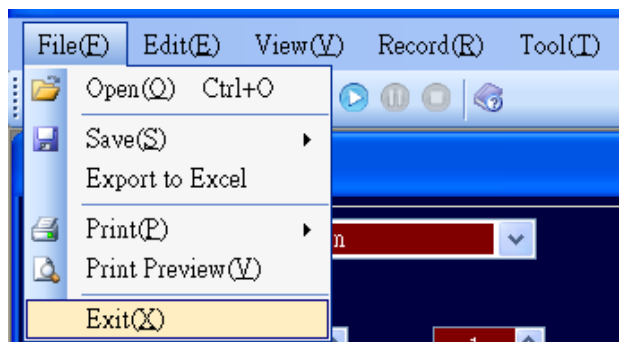 File(F) Edit(E) View(V) Record(R) Tool(T)
Open(O) Ctrl+O
Save(S)
Export to Excel
Print(P)
Print Preview(V)
Exit(X)